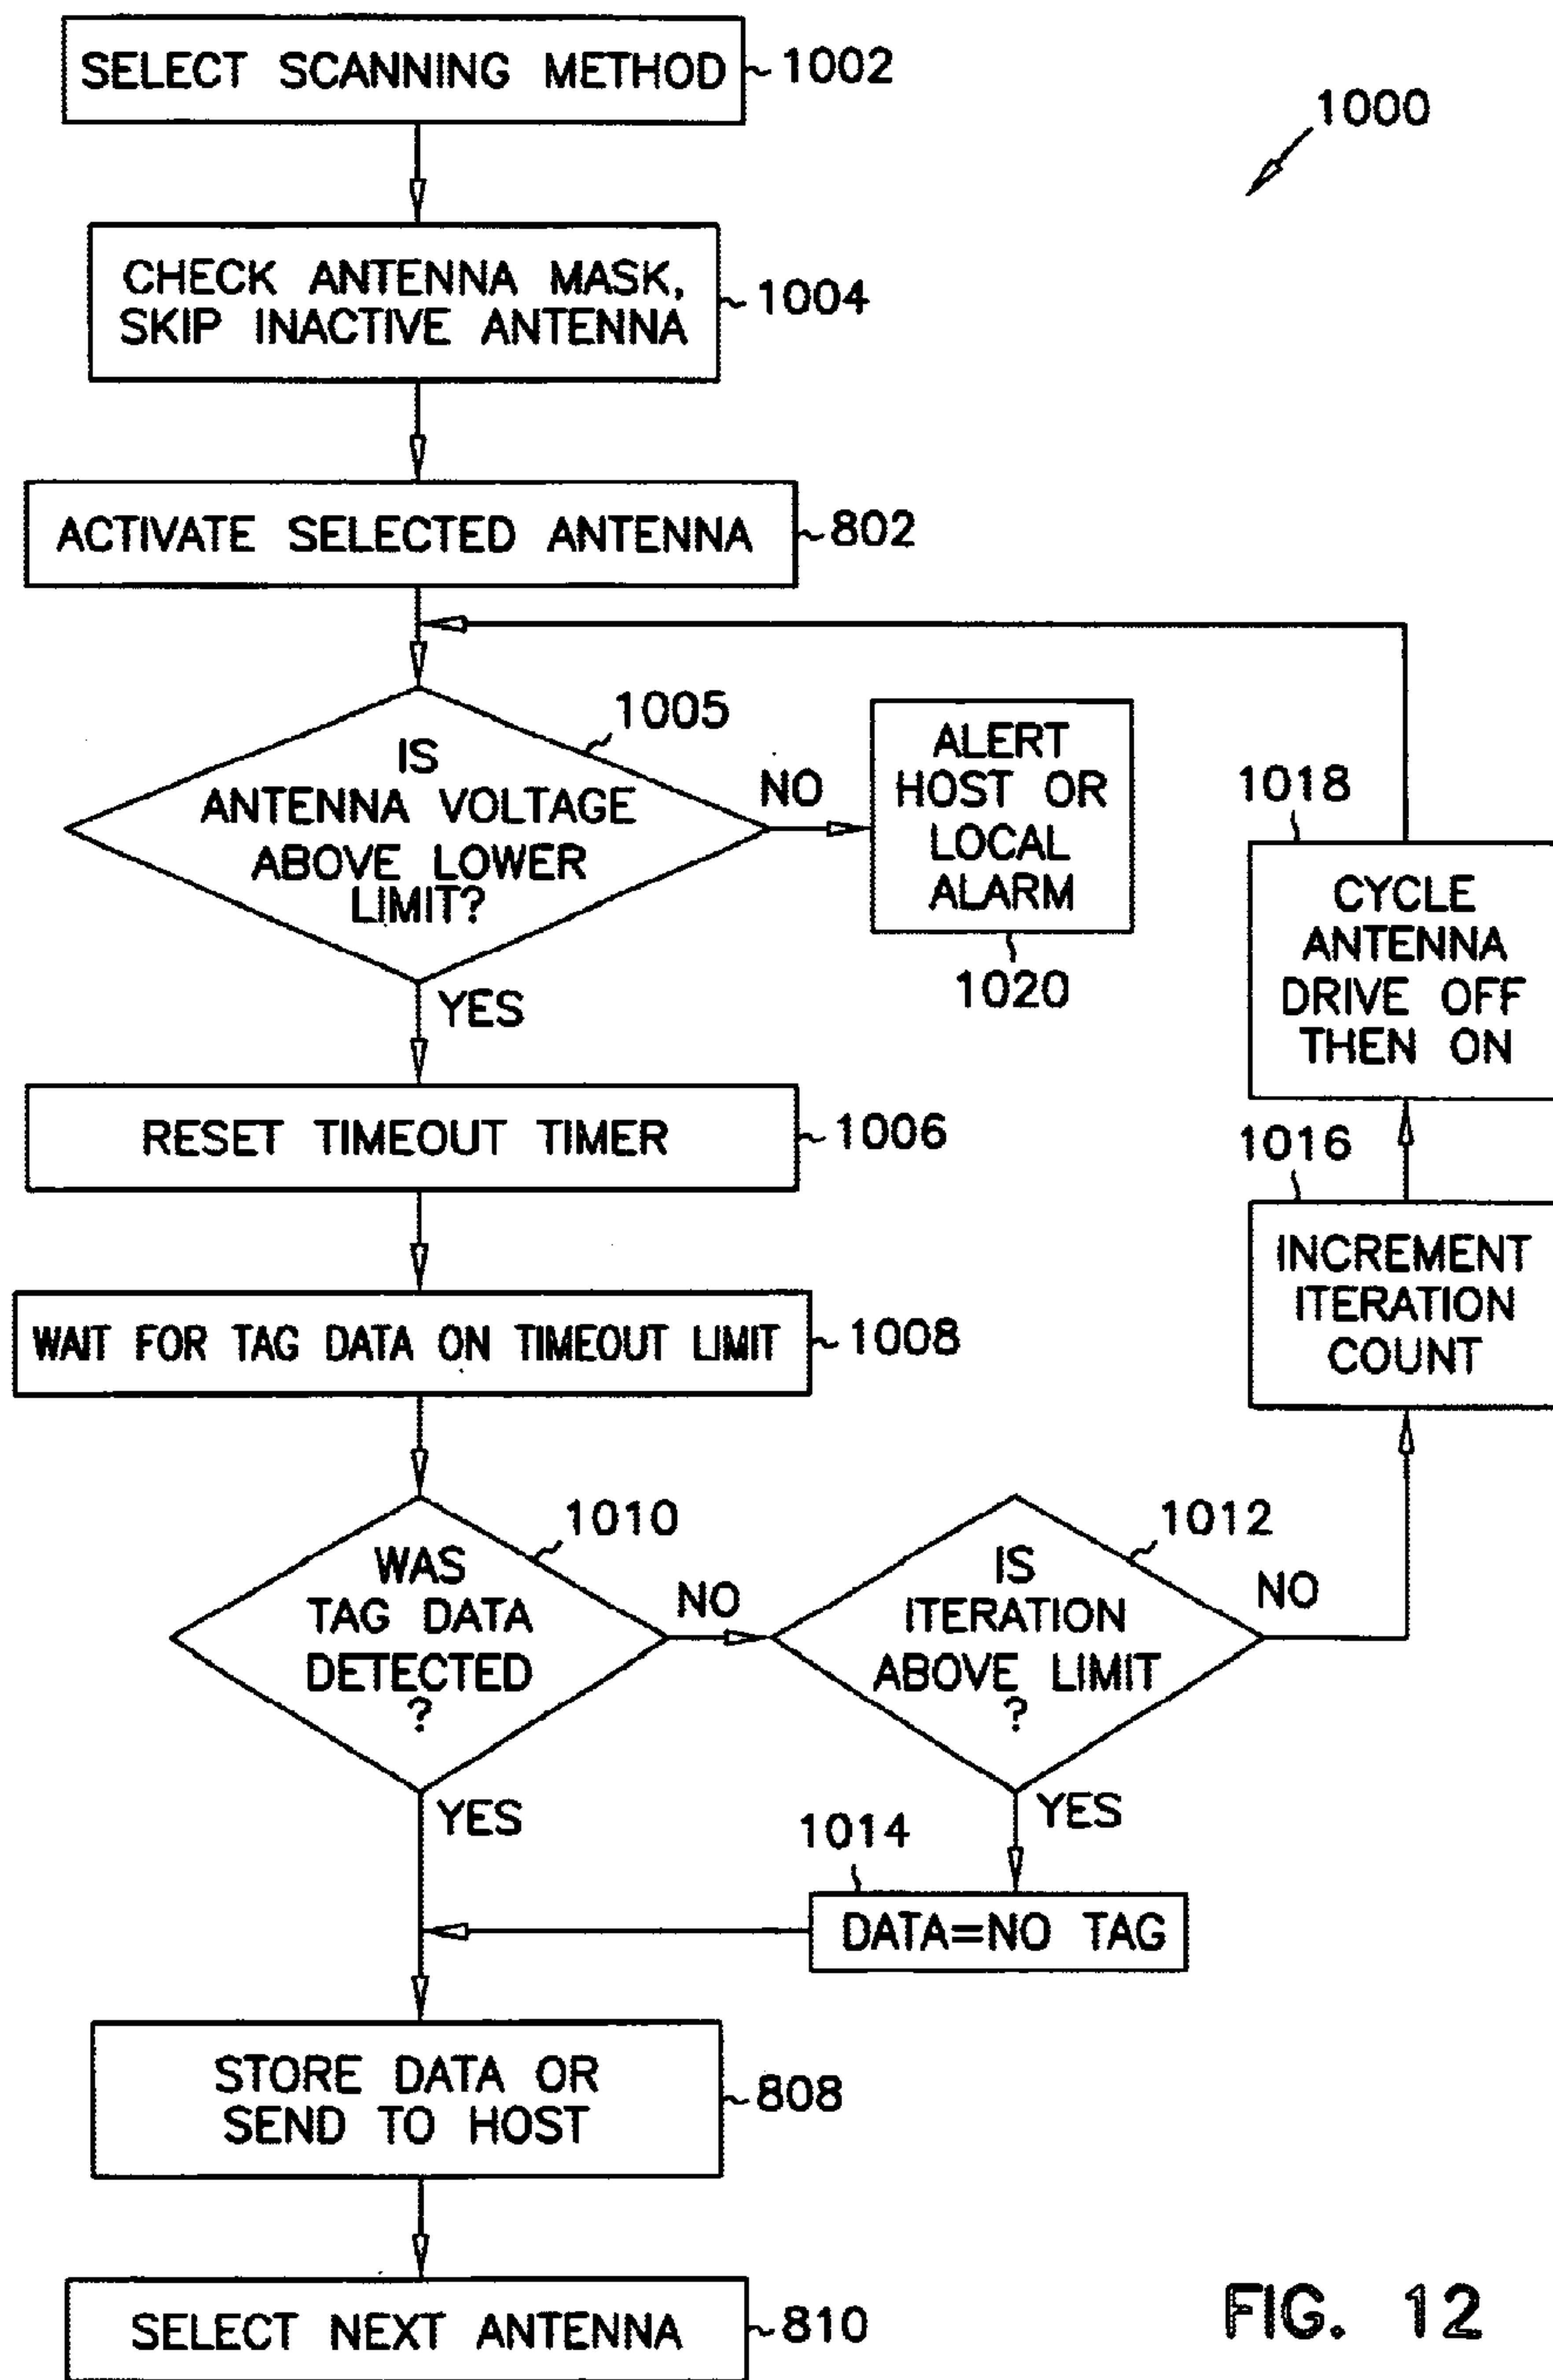 SELECT SCANNING METHOD
1002
1000
CHECK ANTENNA MASK,
SKIP INACTIVE ANTENNA
1004
ACTIVATE SELECTED ANTENNA
802
1005
IS
ANTENNA VOLTAGE
ABOVE LOWER
LIMIT?
NO
ALERT
HOST OR
LOCAL
ALARM
1020
YES
1018
CYCLE
ANTENNA
DRIVE OFF
THEN ON
RESET TIMEOUT TIMER
1006
1016
INCREMENT
ITERATION
COUNT
WAIT FOR TAG DATA ON TIMEOUT LIMIT
1008
1010
WAS
TAG DATA
DETECTED
?
NO
1012
IS
ITERATION
ABOVE LIMIT
?
NO
YES
YES
1014
DATA=NO TAG
STORE DATA OR
SEND TO HOST
808
SELECT NEXT ANTENNA
810
FIG. 12